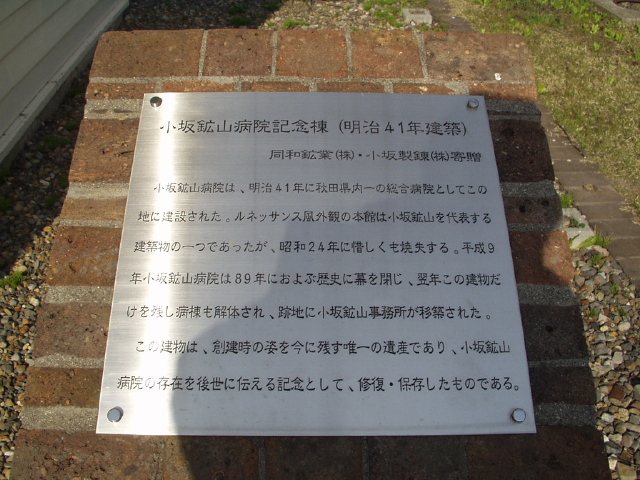 小坂鉱山病院記念棟（明治41年建築）
同和鉱業(株)・小坂製錬(株)寄贈
小坂鉱山病院は、明治41年に秋田県内一の総合病院としてこの
地に建設された。ルネッサンス風外観の本館は小坂鉱山を代表する
建築物の一つであったが、昭和24年に惜しくも焼失する。平成9
年小坂鉱山病院は89年におよぶ歴史に幕を閉じ、翌年この建物だ
けを残し病棟も解体され、跡地に小坂鉱山事務所が移築された。
この建物は、創建時の姿を今に残す唯一の遺産であり、小坂鉱山
病院の存在を後世に伝える記念として、修復・保存したものである。